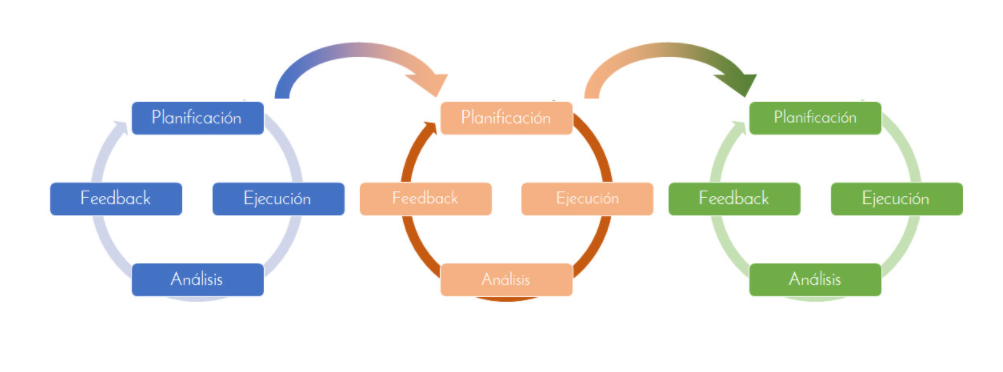 Planificación
Feedback
Ejecución
Análisis
Planificación
Feedback
Ejecución
Análisis
Planificación
Feedback
Ejecución
Análisis